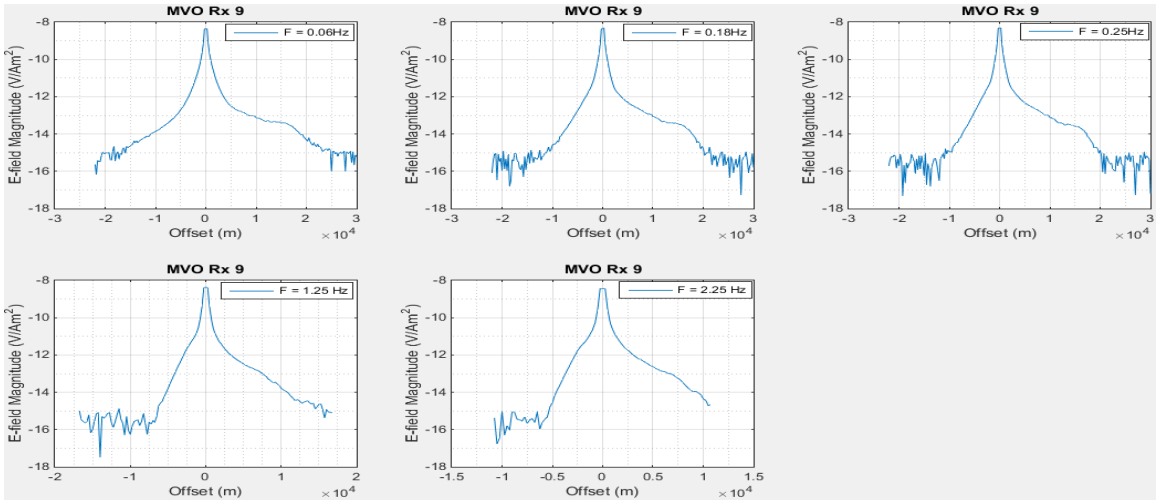 MVO Rx 9
MVO Rx 9
MVO Rx 9
F = 0.06Hz
F = 0.18Hz
F = 0.25Hz
E-field Magnitude (V/Am²)
-8
-10
-12
-14
-16
-18
-3 -2 -1 0 1 2 3
Offset (m)
× 10⁴
E-field Magnitude (V/Am²)
-8
-10
-12
-14
-16
-18
-3 -2 -1 0 1 2 3
Offset (m)
× 10⁴
E-field Magnitude (V/Am²)
-8
-10
-12
-14
-16
-18
-3 -2 -1 0 1 2 3
Offset (m)
× 10⁴
MVO Rx 9
MVO Rx 9
F = 1.25 Hz
F = 2.25 Hz
E-field Magnitude (V/Am²)
-8
-10
-12
-14
-16
-18
-2 -1 0 1 2
Offset (m)
× 10⁴
E-field Magnitude (V/Am²)
-8
-10
-12
-14
-16
-18
-1.5 -1 -0.5 0 0.5 1 1.5
Offset (m)
× 10⁴